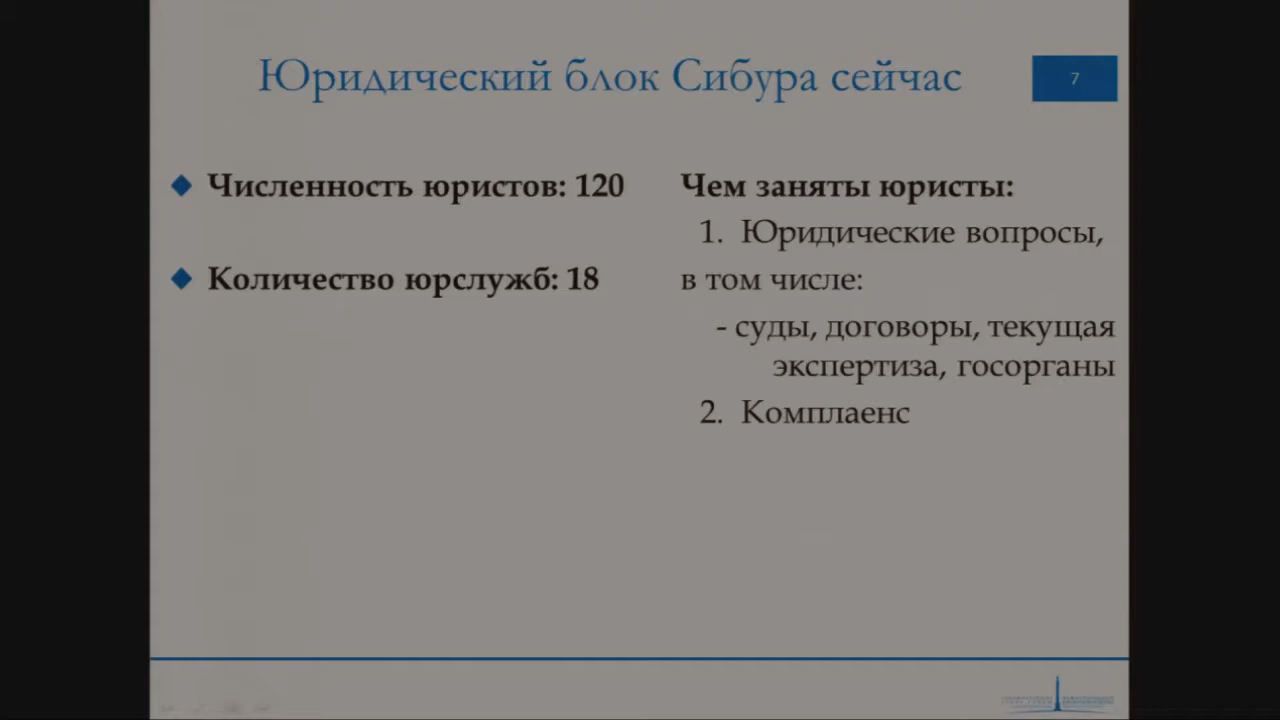 Юридический блок Сибура сейчас
7
Численность юристов: 120
Количество юрслужб: 18
Чем заняты юристы:
1. Юридические вопросы,
в том числе:
- суды, договоры, текущая
экспертиза, госорганы
2. Комплаенс